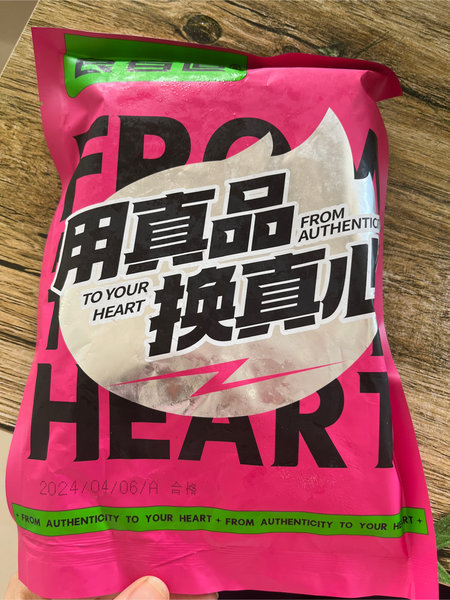 FROM
用真品
FROM
AUTHENTIC
TO YOUR
HEART
换真心
HEART
2024/04/06/A 合格
+ FROM AUTHENTICITY TO YOUR HEART + FROM AUTHENTICITY TO YOUR HEART +